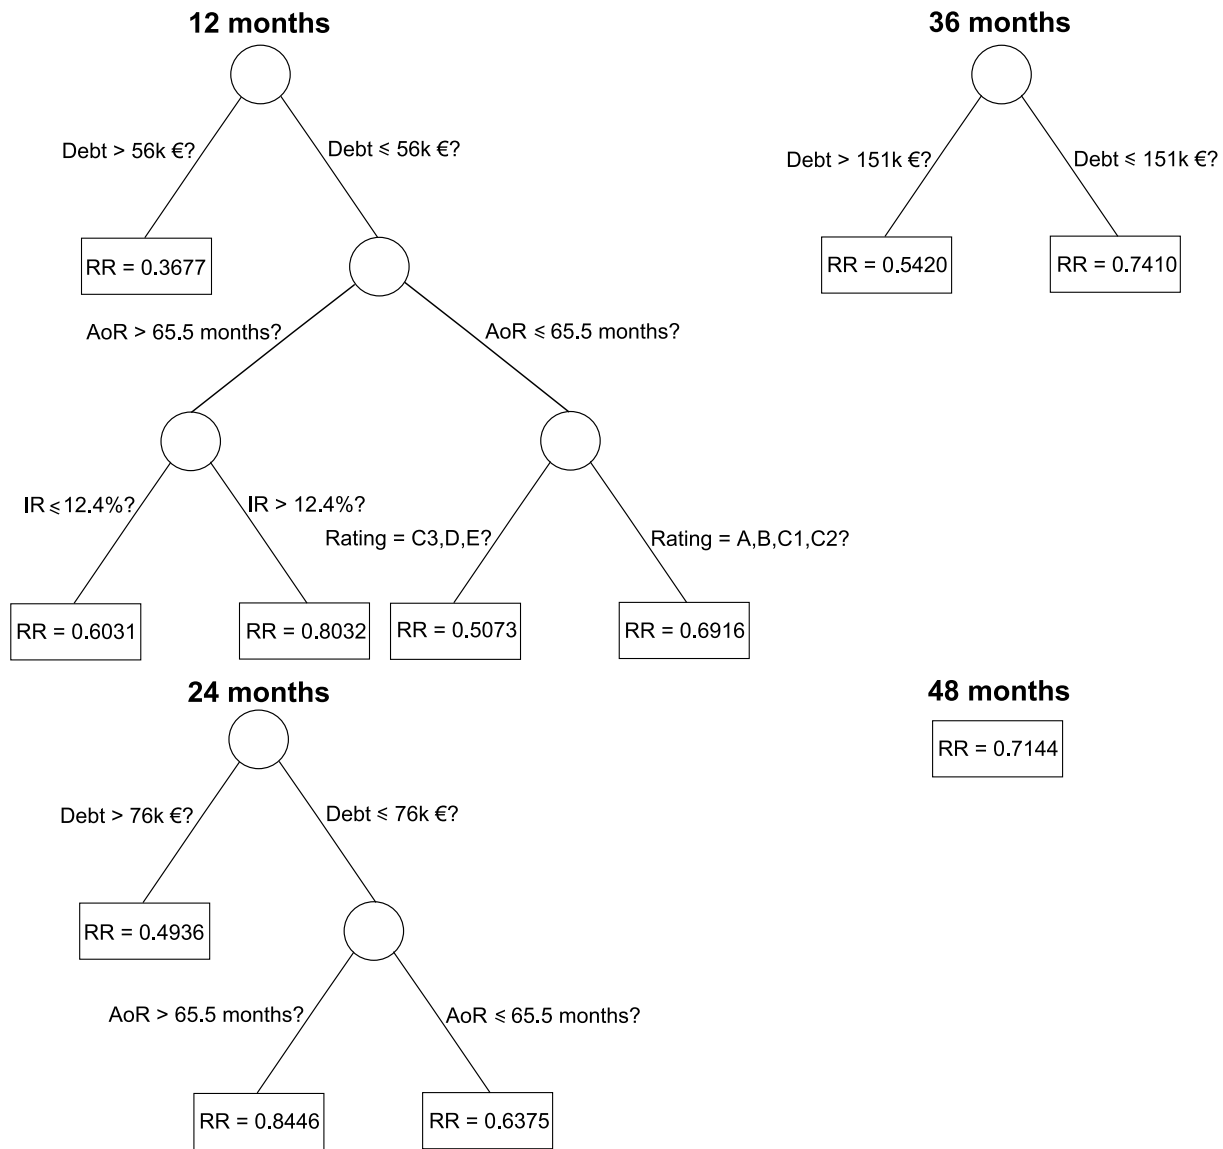 12 months
Debt > 56k €?
Debt ⩽ 56k €?
RR = 0.3677
AoR > 65.5 months?
AoR ⩽ 65.5 months?
IR ⩽ 12.4%?
IR > 12.4%?
Rating = C3,D,E?
Rating = A,B,C1,C2?
RR = 0.6031
RR = 0.8032
RR = 0.5073
RR = 0.6916
36 months
Debt > 151k €?
Debt ⩽ 151k €?
RR = 0.5420
RR = 0.7410
24 months
Debt > 76k €?
Debt ⩽ 76k €?
RR = 0.4936
AoR > 65.5 months?
AoR ⩽ 65.5 months?
RR = 0.8446
RR = 0.6375
48 months
RR = 0.7144